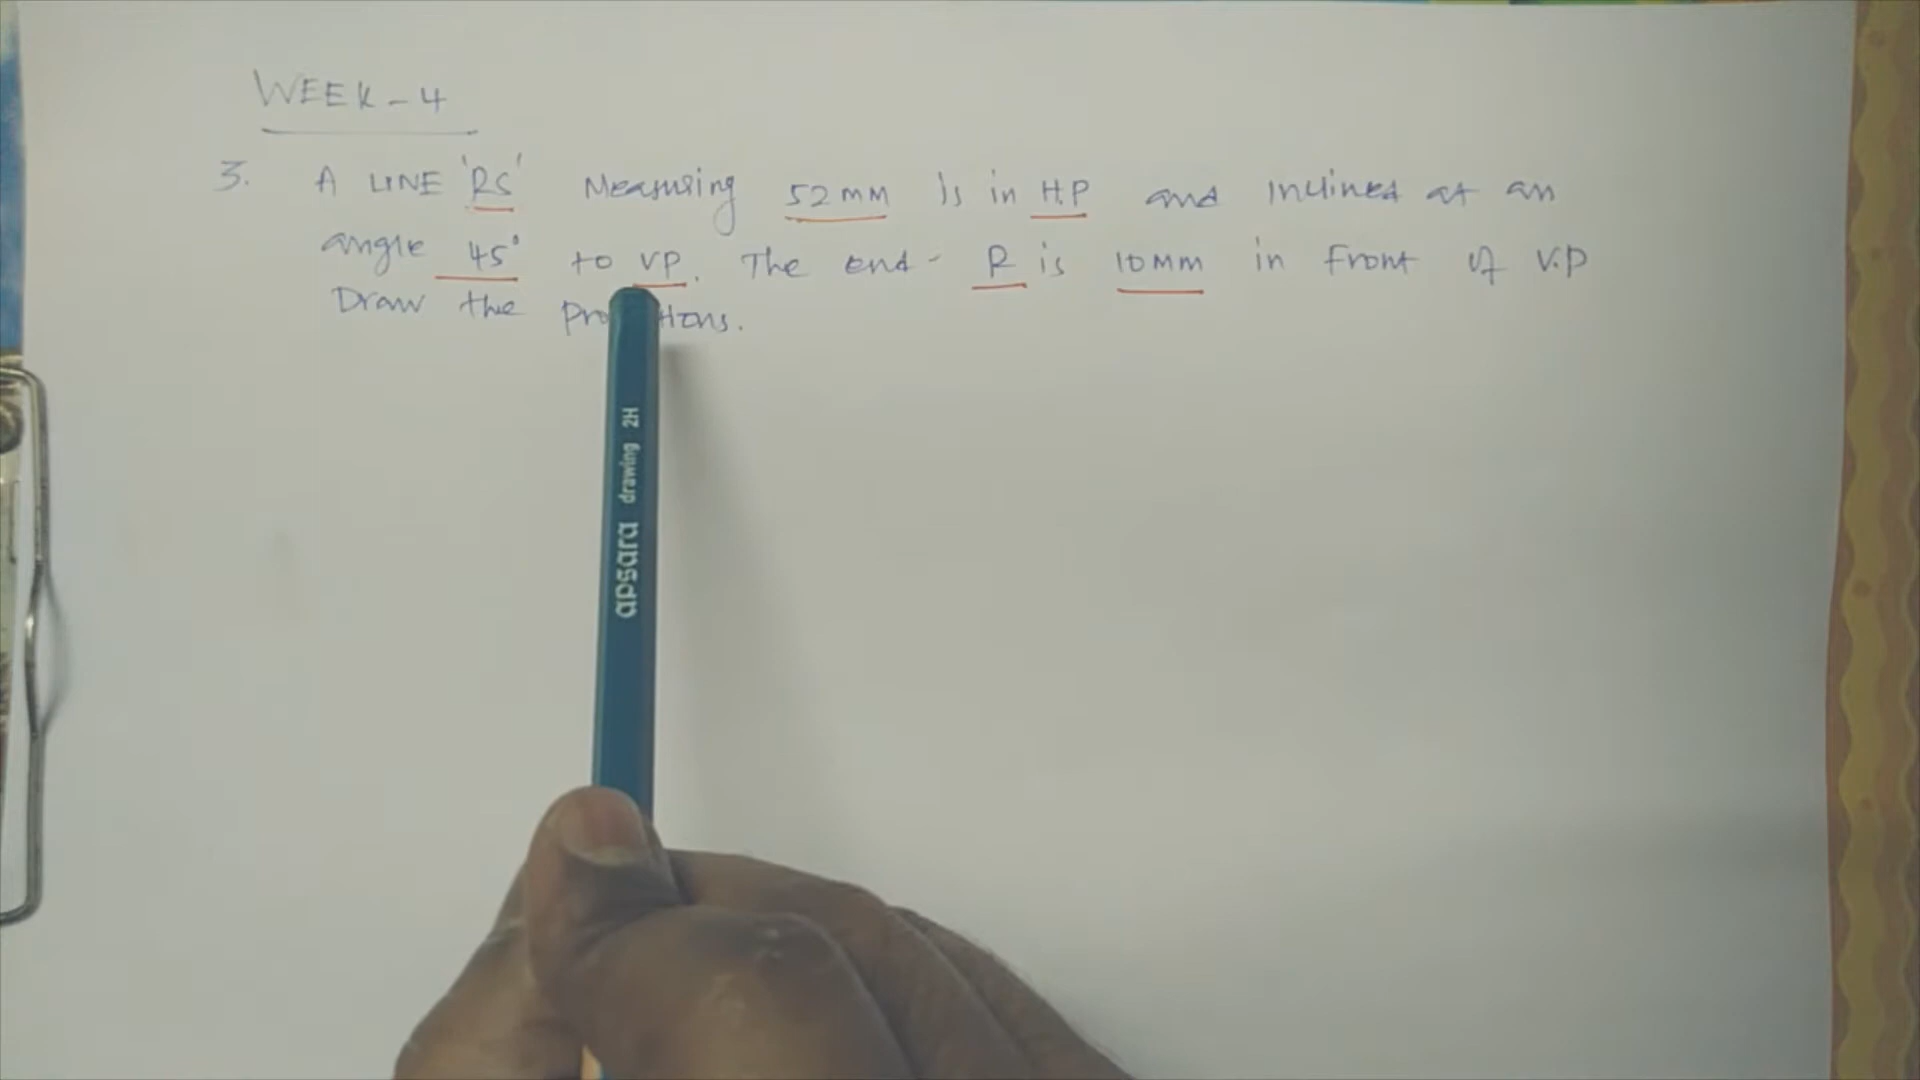 WEEK - 4
3. A LINE 'RS' Measuring 52 mm is in H.P and inclined at an
angle 45° to VP. The end - R is 10 mm in front of V.P
Draw the
apsara drawing 2H